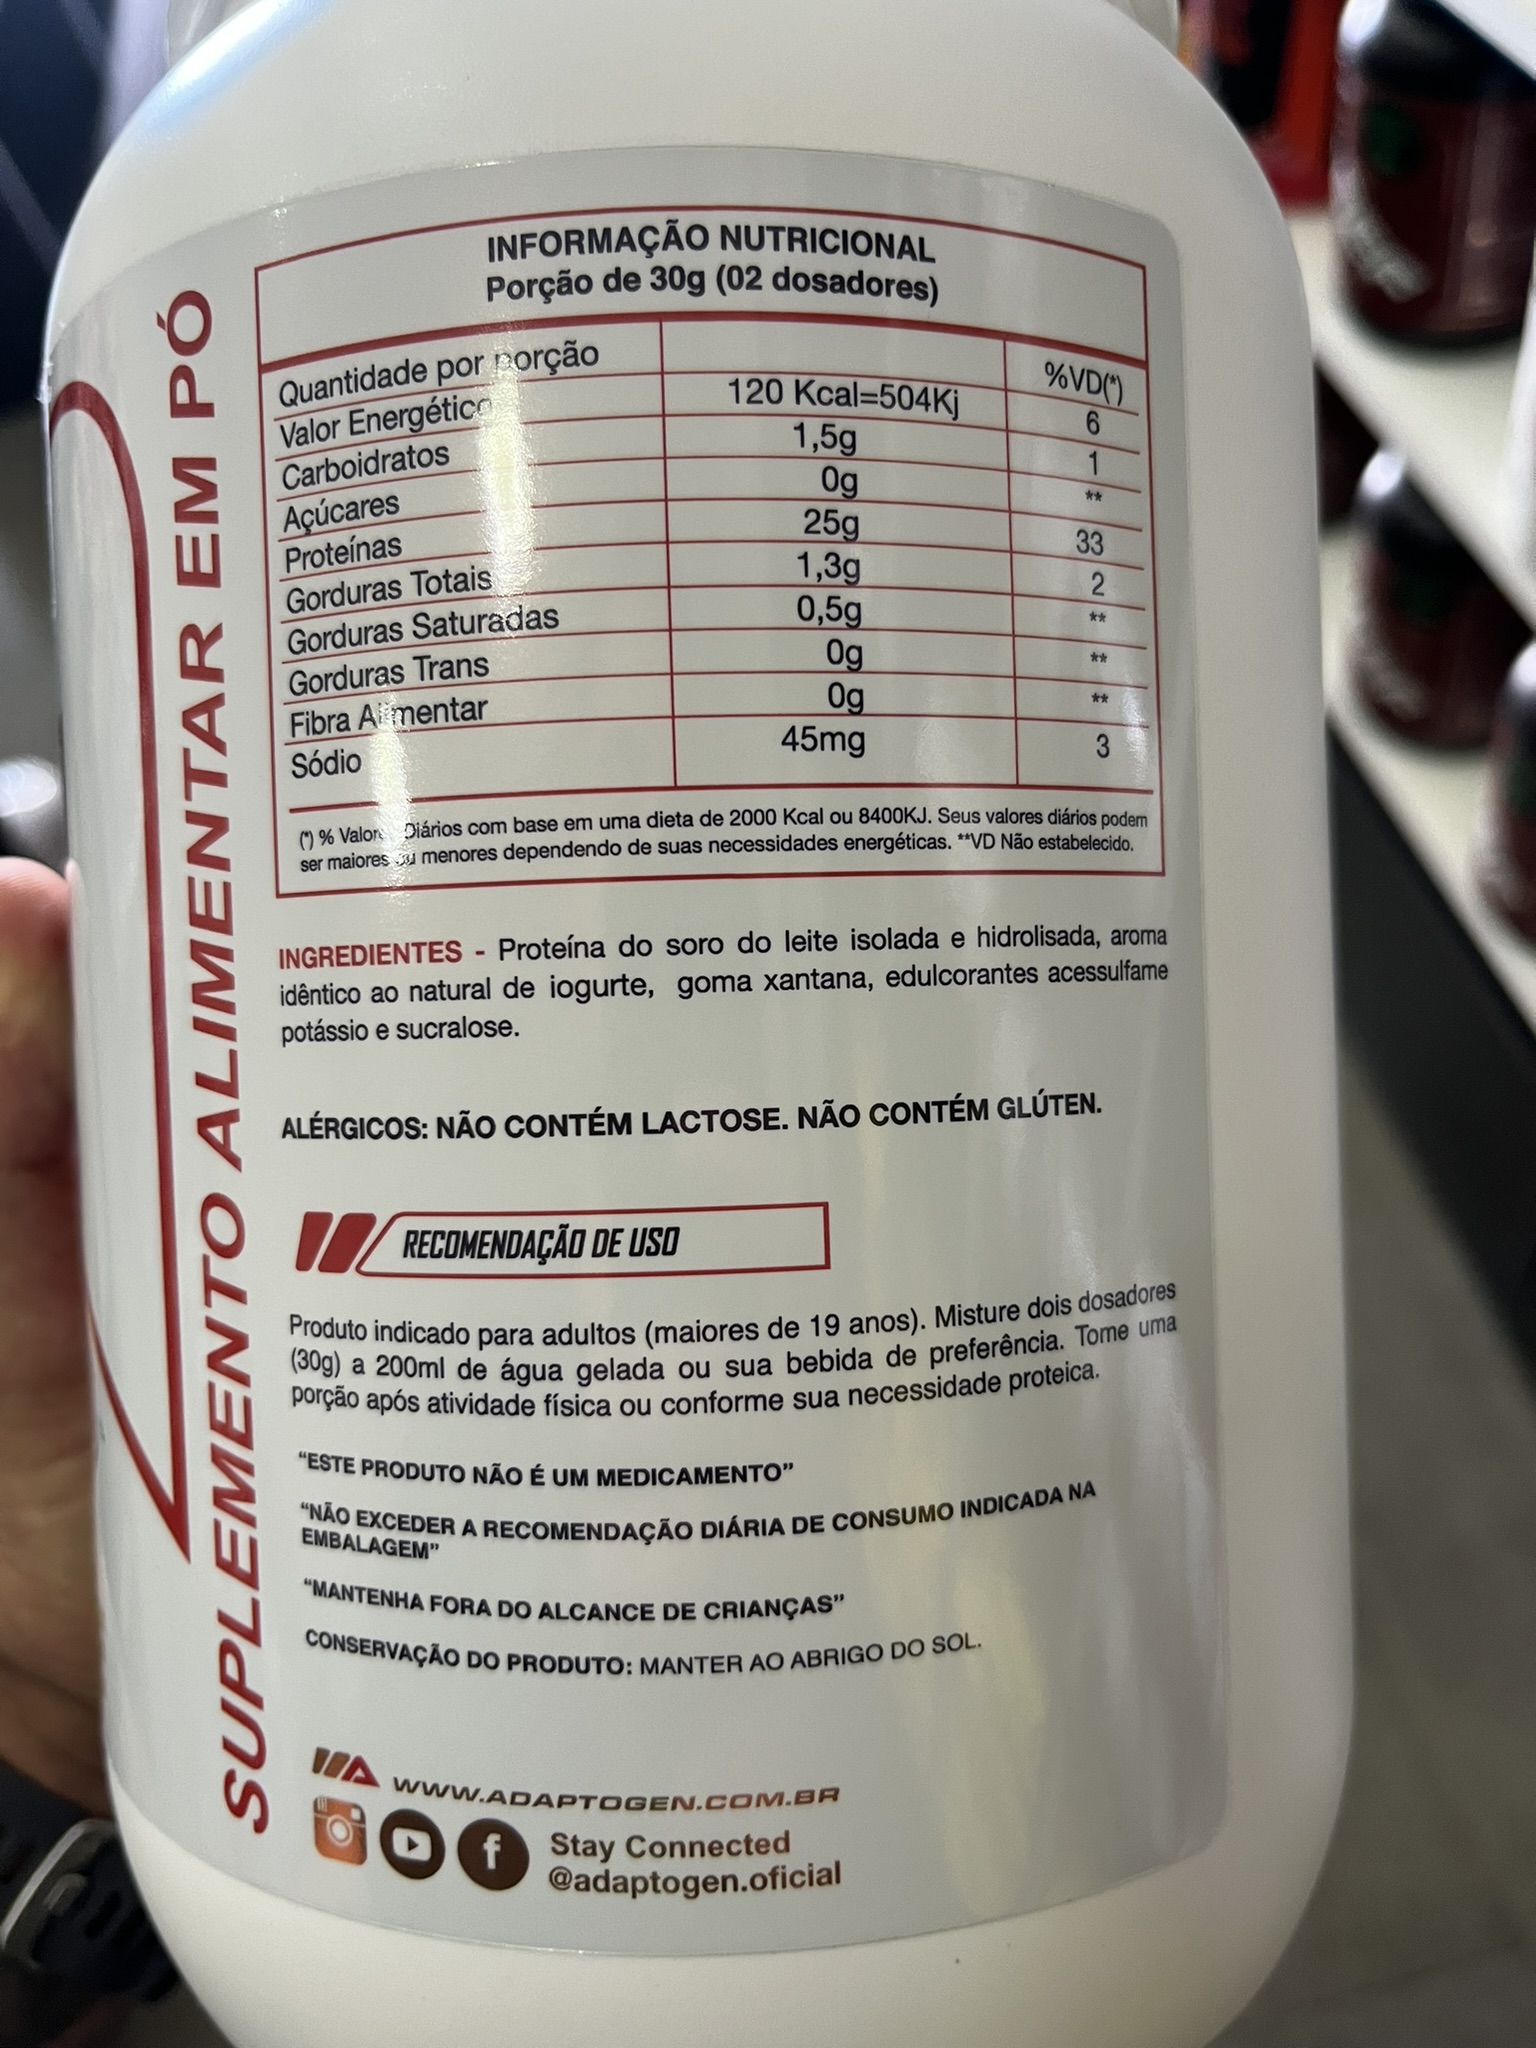 SUPLEMENTO ALIMENTAR EM PÓ
INFORMAÇÃO NUTRICIONAL
Porção de 30g (02 dosadores)
Quantidade por porção %VD(*)
Valor Energético 120 Kcal=504Kj 6
Carboidratos 1,5g 1
Açúcares 0g **
Proteínas 25g 33
Gorduras Totais 1,3g 2
Gorduras Saturadas 0,5g **
Gorduras Trans 0g **
Fibra Alimentar 0g **
Sódio 45mg 3
(*) % Valores Diários com base em uma dieta de 2000 Kcal ou 8400KJ. Seus valores diários podem
ser maiores ou menores dependendo de suas necessidades energéticas. **VD Não estabelecido.
INGREDIENTES - Proteína do soro do leite isolada e hidrolisada, aroma
idêntico ao natural de iogurte, goma xantana, edulcorantes acessulfame
potássio e sucralose.
ALÉRGICOS: NÃO CONTÉM LACTOSE. NÃO CONTÉM GLÚTEN.
RECOMENDAÇÃO DE USO
Produto indicado para adultos (maiores de 19 anos). Misture dois dosadores
(30g) a 200ml de água gelada ou sua bebida de preferência. Tome uma
porção após atividade física ou conforme sua necessidade proteica.
“ESTE PRODUTO NÃO É UM MEDICAMENTO”
“NÃO EXCEDER A RECOMENDAÇÃO DIÁRIA DE CONSUMO INDICADA NA
EMBALAGEM”
“MANTENHA FORA DO ALCANCE DE CRIANÇAS”
CONSERVAÇÃO DO PRODUTO: MANTER AO ABRIGO DO SOL.
WWW.ADAPTOGEN.COM.BR
Stay Connected
@adaptogen.oficial